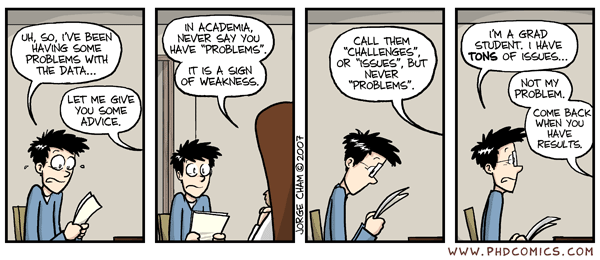 UH, SO, I'VE BEEN
HAVING SOME
PROBLEMS WITH
THE DATA...
LET ME GIVE
YOU SOME
ADVICE.
IN ACADEMIA,
NEVER SAY YOU
HAVE "PROBLEMS".
IT IS A SIGN
OF WEAKNESS.
JORGE CHAM © 2007
CALL THEM
"CHALLENGES",
OR "ISSUES", BUT
NEVER
"PROBLEMS".
I'M A GRAD
STUDENT. I HAVE
TONS OF ISSUES...
NOT MY
PROBLEM.
COME BACK
WHEN YOU
HAVE
RESULTS.
WWW.PHDCOMICS.COM